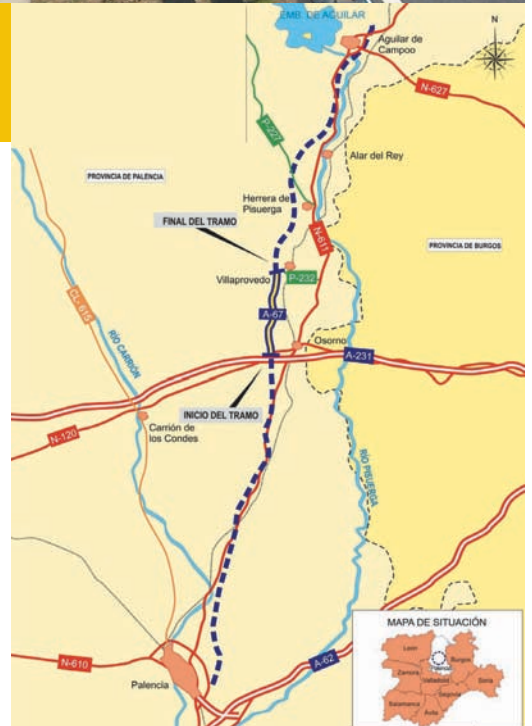 EMB. DE AGUILAR
Aguilar de
Campoo
N
N-627
P-227
Alar del Rey
PROVINCIA DE PALENCIA
Herrera de
Pisuerga
FINAL DEL TRAMO
N-611
PROVINCIA DE BURGOS
Villaprovedo
P-232
CL-615
RÍO CARRIÓN
A-67
Osorno
A-231
INICIO DEL TRAMO
N-120
Carrión de
los Condes
RÍO PISUERGA
MAPA DE SITUACIÓN
León
Burgos
Palencia
Zamora
Valladolid
Soria
Segovia
Salamanca
Ávila
N-610
A-62
Palencia